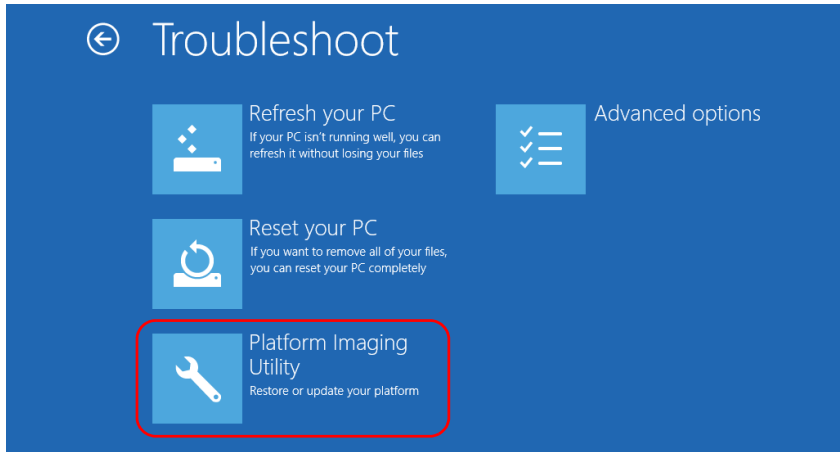 Troubleshoot
Refresh your PC
If your PC isn't running well, you can
refresh it without losing your files
Advanced options
Reset your PC
If you want to remove all of your files,
you can reset your PC completely
Platform Imaging
Utility
Restore or update your platform